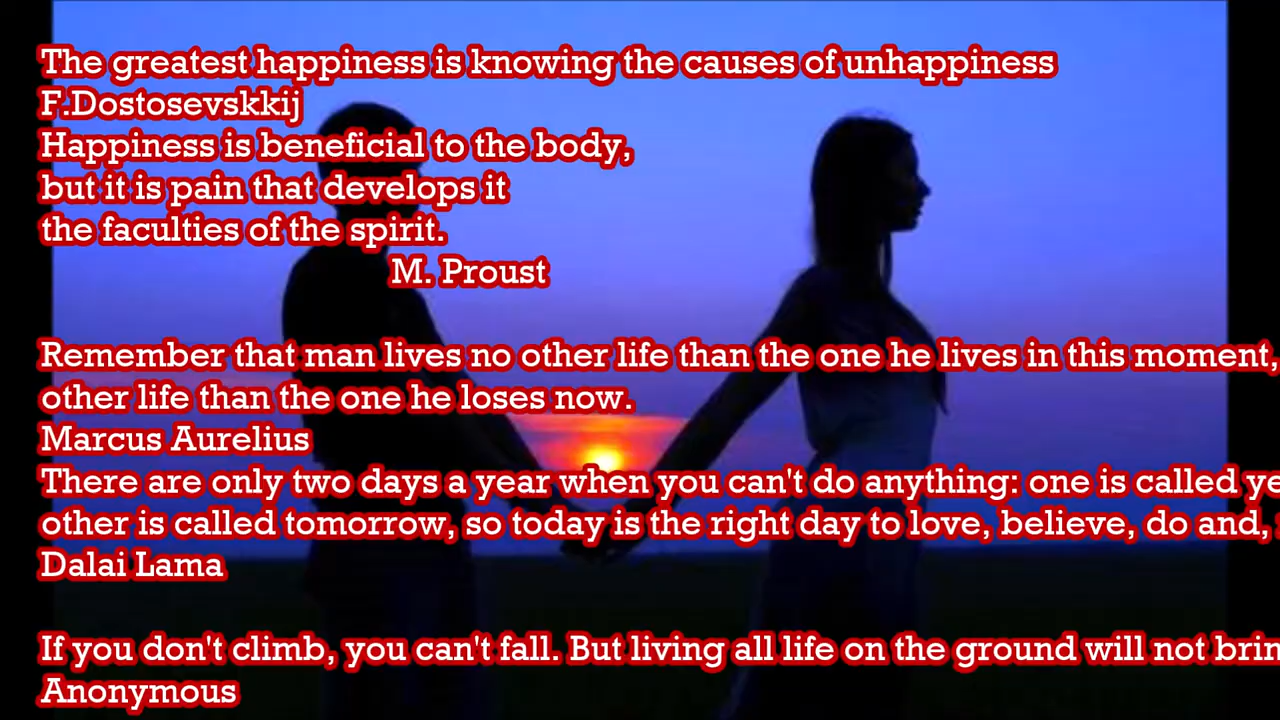 The greatest happiness is knowing the causes of unhappiness
F.Dostosevskkij
Happiness is beneficial to the body,
but it is pain that develops it
the faculties of the spirit.
M. Proust
Remember that man lives no other life than the one he lives in this moment,
other life than the one he loses now.
Marcus Aurelius
There are only two days a year when you can't do anything: one is called
other is called tomorrow, so today is the right day to love, believe, do and,
Dalai Lama
If you don't climb, you can't fall. But living all life on the ground will not
Anonymous